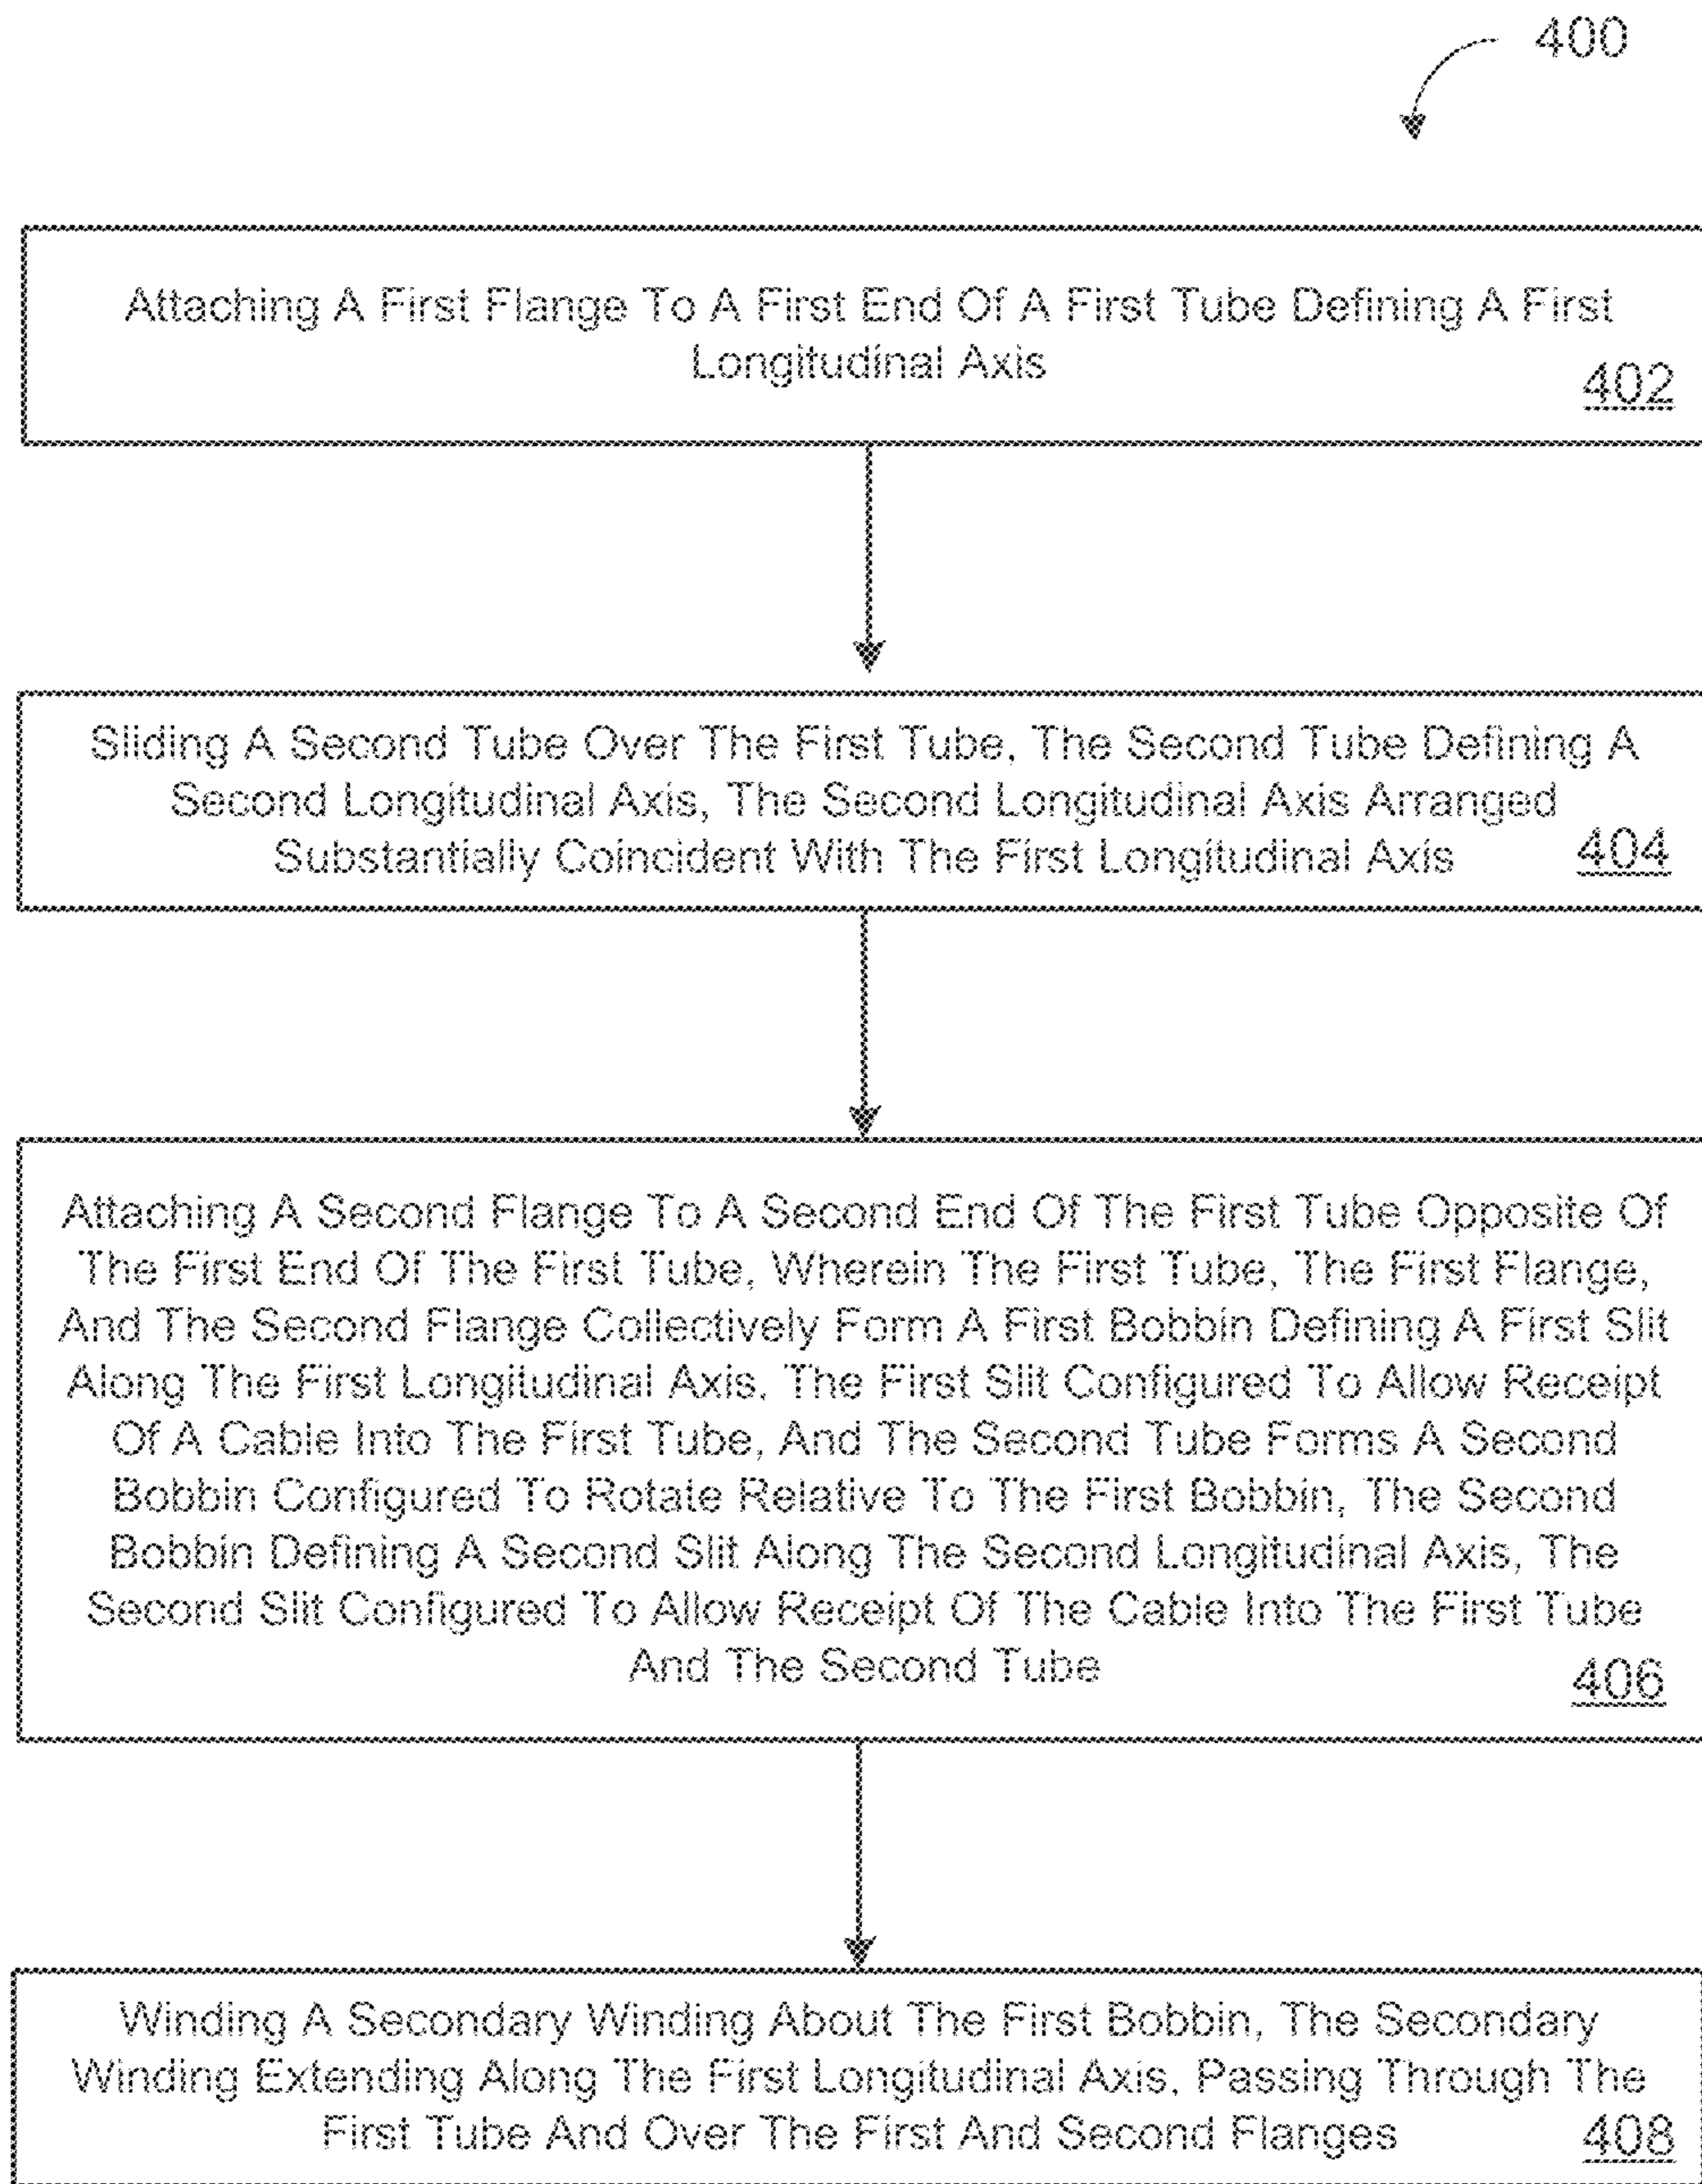 400
Attaching A First Flange To A First End Of A First Tube Defining A First
Longitudinal Axis
402
Sliding A Second Tube Over The First Tube, The Second Tube Defining A
Second Longitudinal Axis, The Second Longitudinal Axis Arranged
Substantially Coincident With The First Longitudinal Axis
404
Attaching A Second Flange To A Second End Of The First Tube Opposite Of
The First End Of The First Tube, Wherein The First Tube, The First Flange,
And The Second Flange Collectively Form A First Bobbin Defining A First Slit
Along The First Longitudinal Axis, The First Slit Configured To Allow Receipt
Of A Cable Into The First Tube, And The Second Tube Forms A Second
Bobbin Configured To Rotate Relative To The First Bobbin, The Second
Bobbin Defining A Second Slit Along The Second Longitudinal Axis, The
Second Slit Configured To Allow Receipt Of The Cable Into The First Tube
And The Second Tube
406
Winding A Secondary Winding About The First Bobbin, The Secondary
Winding Extending Along The First Longitudinal Axis, Passing Through The
First Tube And Over The First And Second Flanges
408